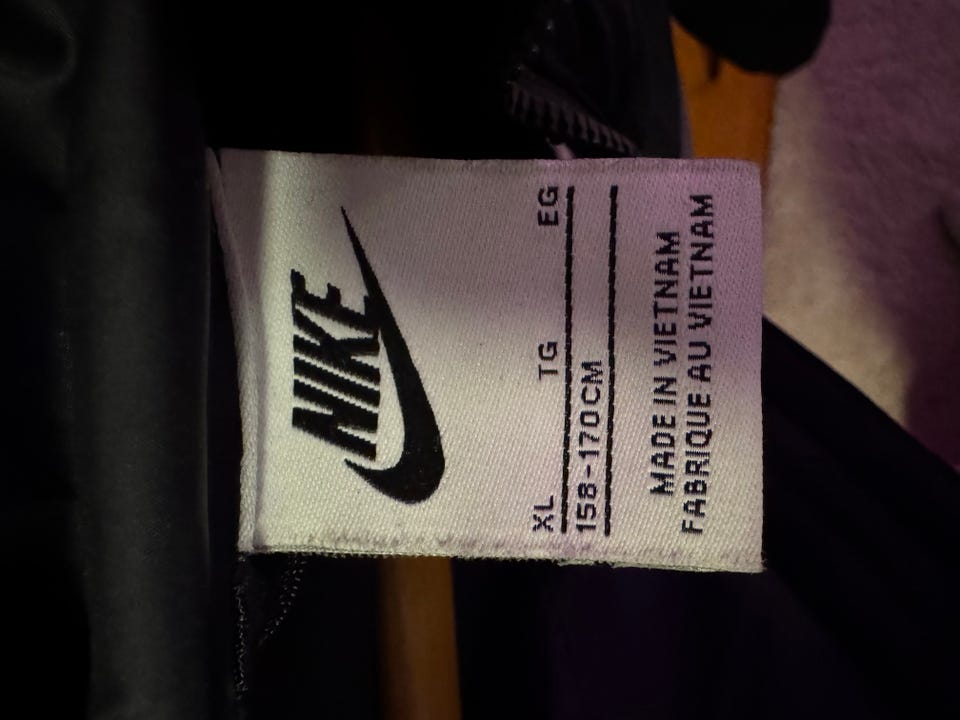 NIKE
XL TG EG
158-170CM
MADE IN VIETNAM
FABRIQUE AU VIETNAM